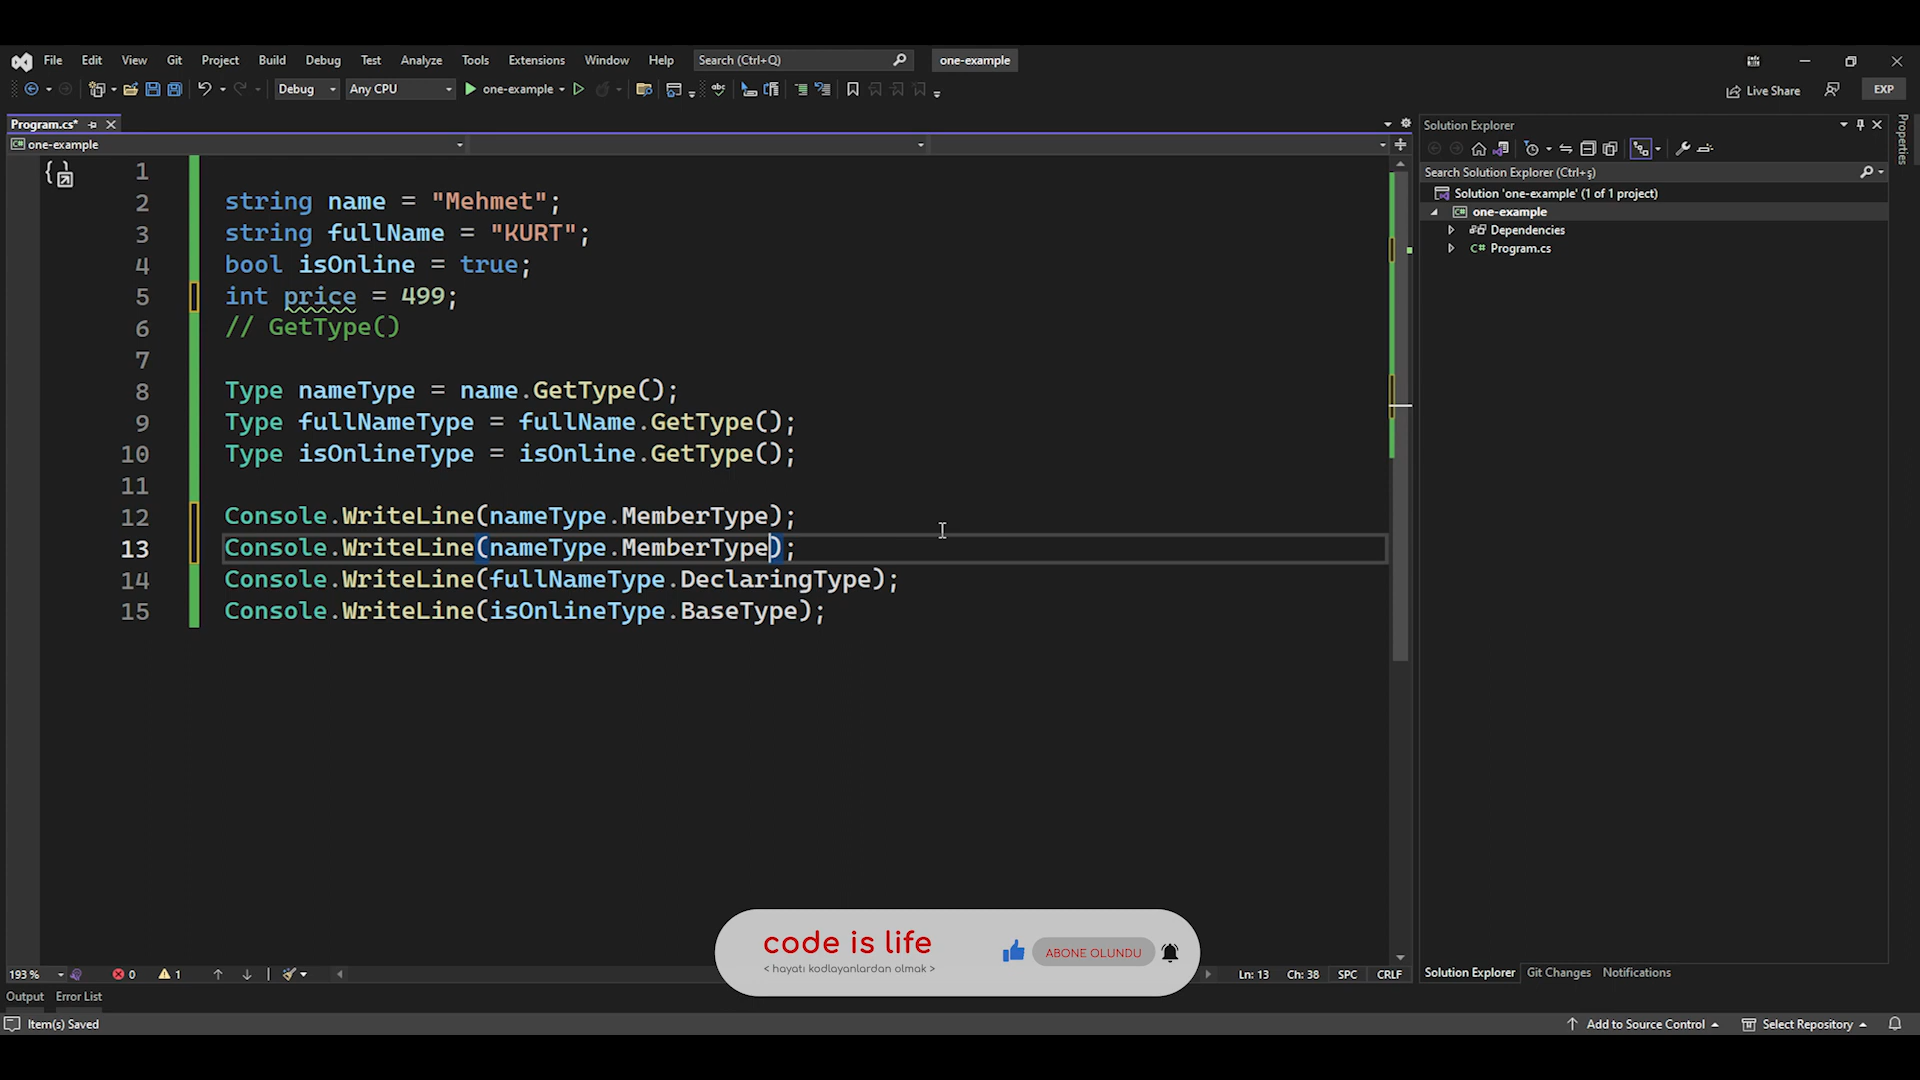 File Edit View Git Project Build Debug Test Analyze Tools Extensions Window Help Search (Ctrl+Q) one-example
Debug Any CPU one-example Live Share EXP
Program.cs*
one-example
1
2 string name = "Mehmet";
3 string fullName = "KURT";
4 bool isOnline = true;
5 int price = 499;
6 // GetType()
7
8 Type nameType = name.GetType();
9 Type fullNameType = fullName.GetType();
10 Type isOnlineType = isOnline.GetType();
11
12 Console.WriteLine(nameType.MemberType);
13 Console.WriteLine(nameType.MemberType);
14 Console.WriteLine(fullNameType.DeclaringType);
15 Console.WriteLine(isOnlineType.BaseType);
Solution Explorer
Search Solution Explorer (Ctrl+ş)
Solution 'one-example' (1 of 1 project)
one-example
Dependencies
C# Program.cs
Properties
code is life
< hayatı kodlayanlardan olmak >
ABONE OLUNDU
193 % 0 1 Ln: 13 Ch: 38 SPC CRLF
Solution Explorer Git Changes Notifications
Output Error List
Item(s) Saved Add to Source Control Select Repository